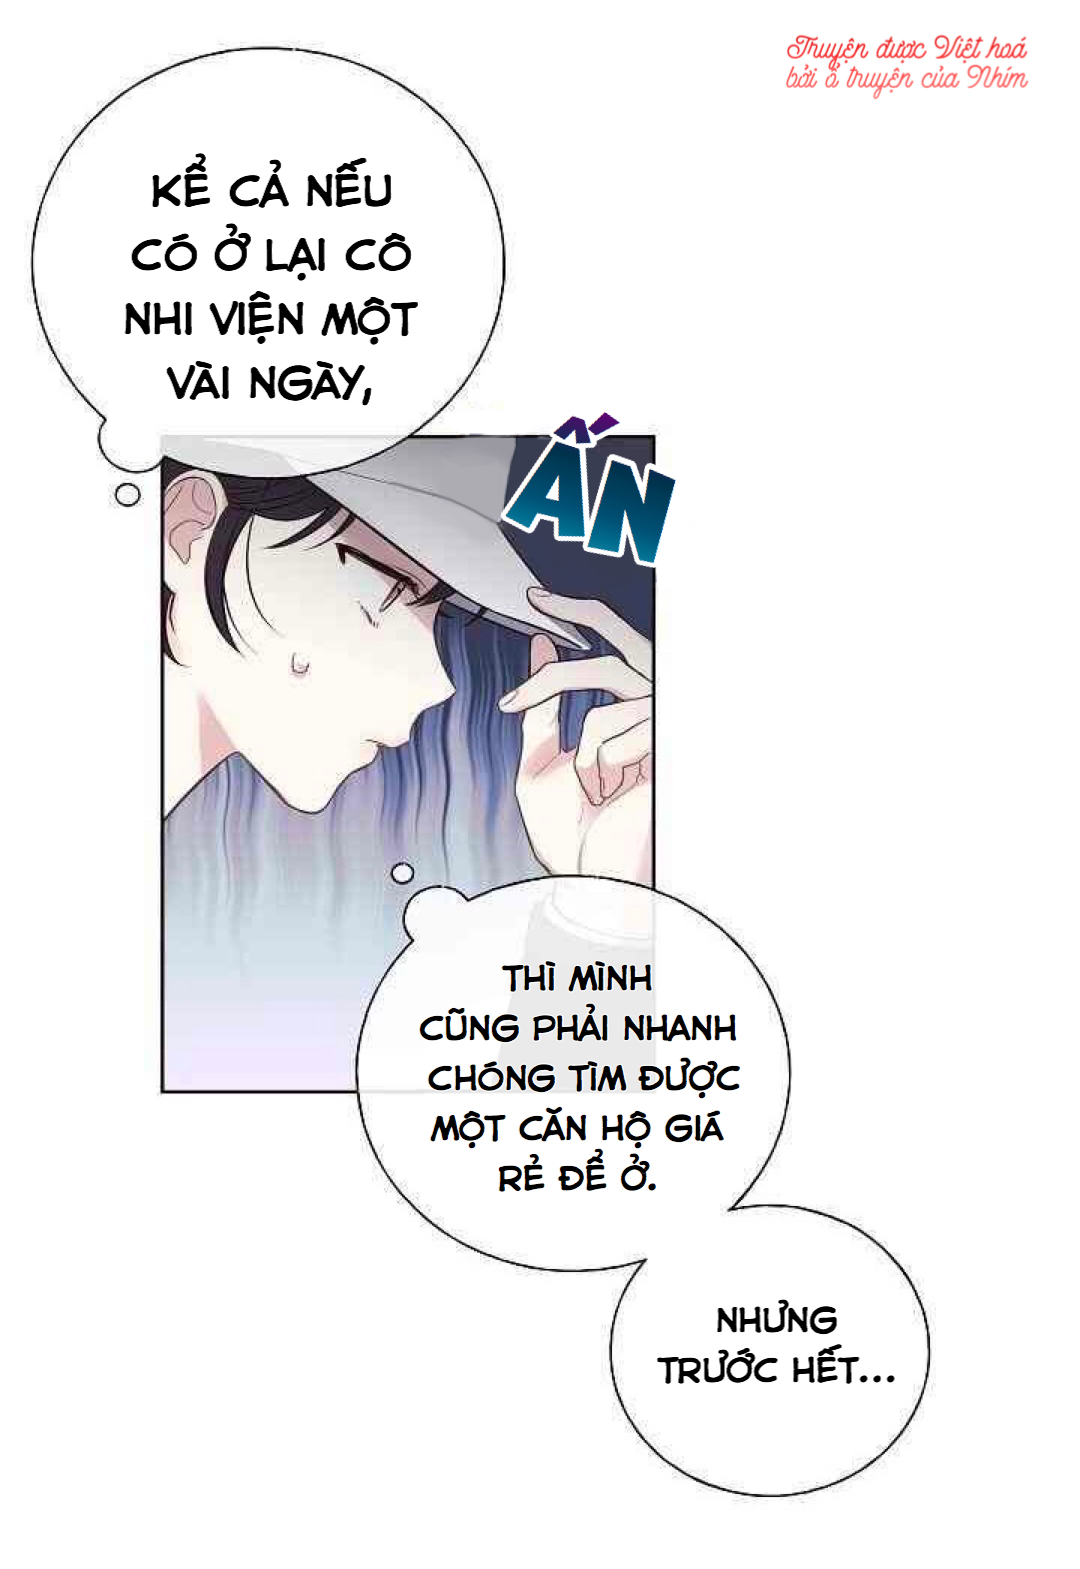 Truyện được Việt hoá
bởi ổ truyện của Nhím
KỂ CẢ NẾU
CÓ Ở LẠI CÔ
NHI VIỆN MỘT
VÀI NGÀY,
ẤN
THÌ MÌNH
CŨNG PHẢI NHANH
CHÓNG TÌM ĐƯỢC
MỘT CĂN HỘ GIÁ
RẺ ĐỂ Ở.
NHƯNG
TRƯỚC HẾT...